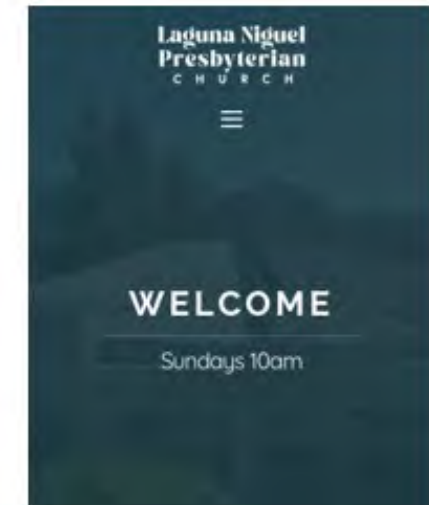 Laguna Niguel
Presbyterian
CHURCH
WELCOME
Sundays 10am